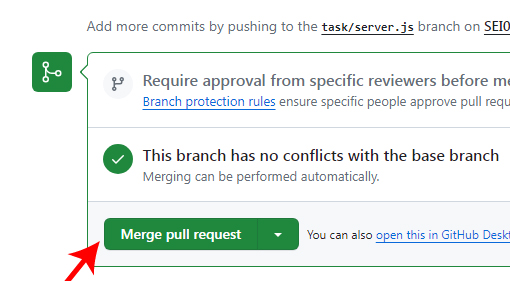 Add more commits by pushing to the task/server.js branch on SEI0
Require approval from specific reviewers before me
Branch protection rules ensure specific people approve pull requ
This branch has no conflicts with the base branch
Merging can be performed automatically.
Merge pull request You can also open this in GitHub Deskt